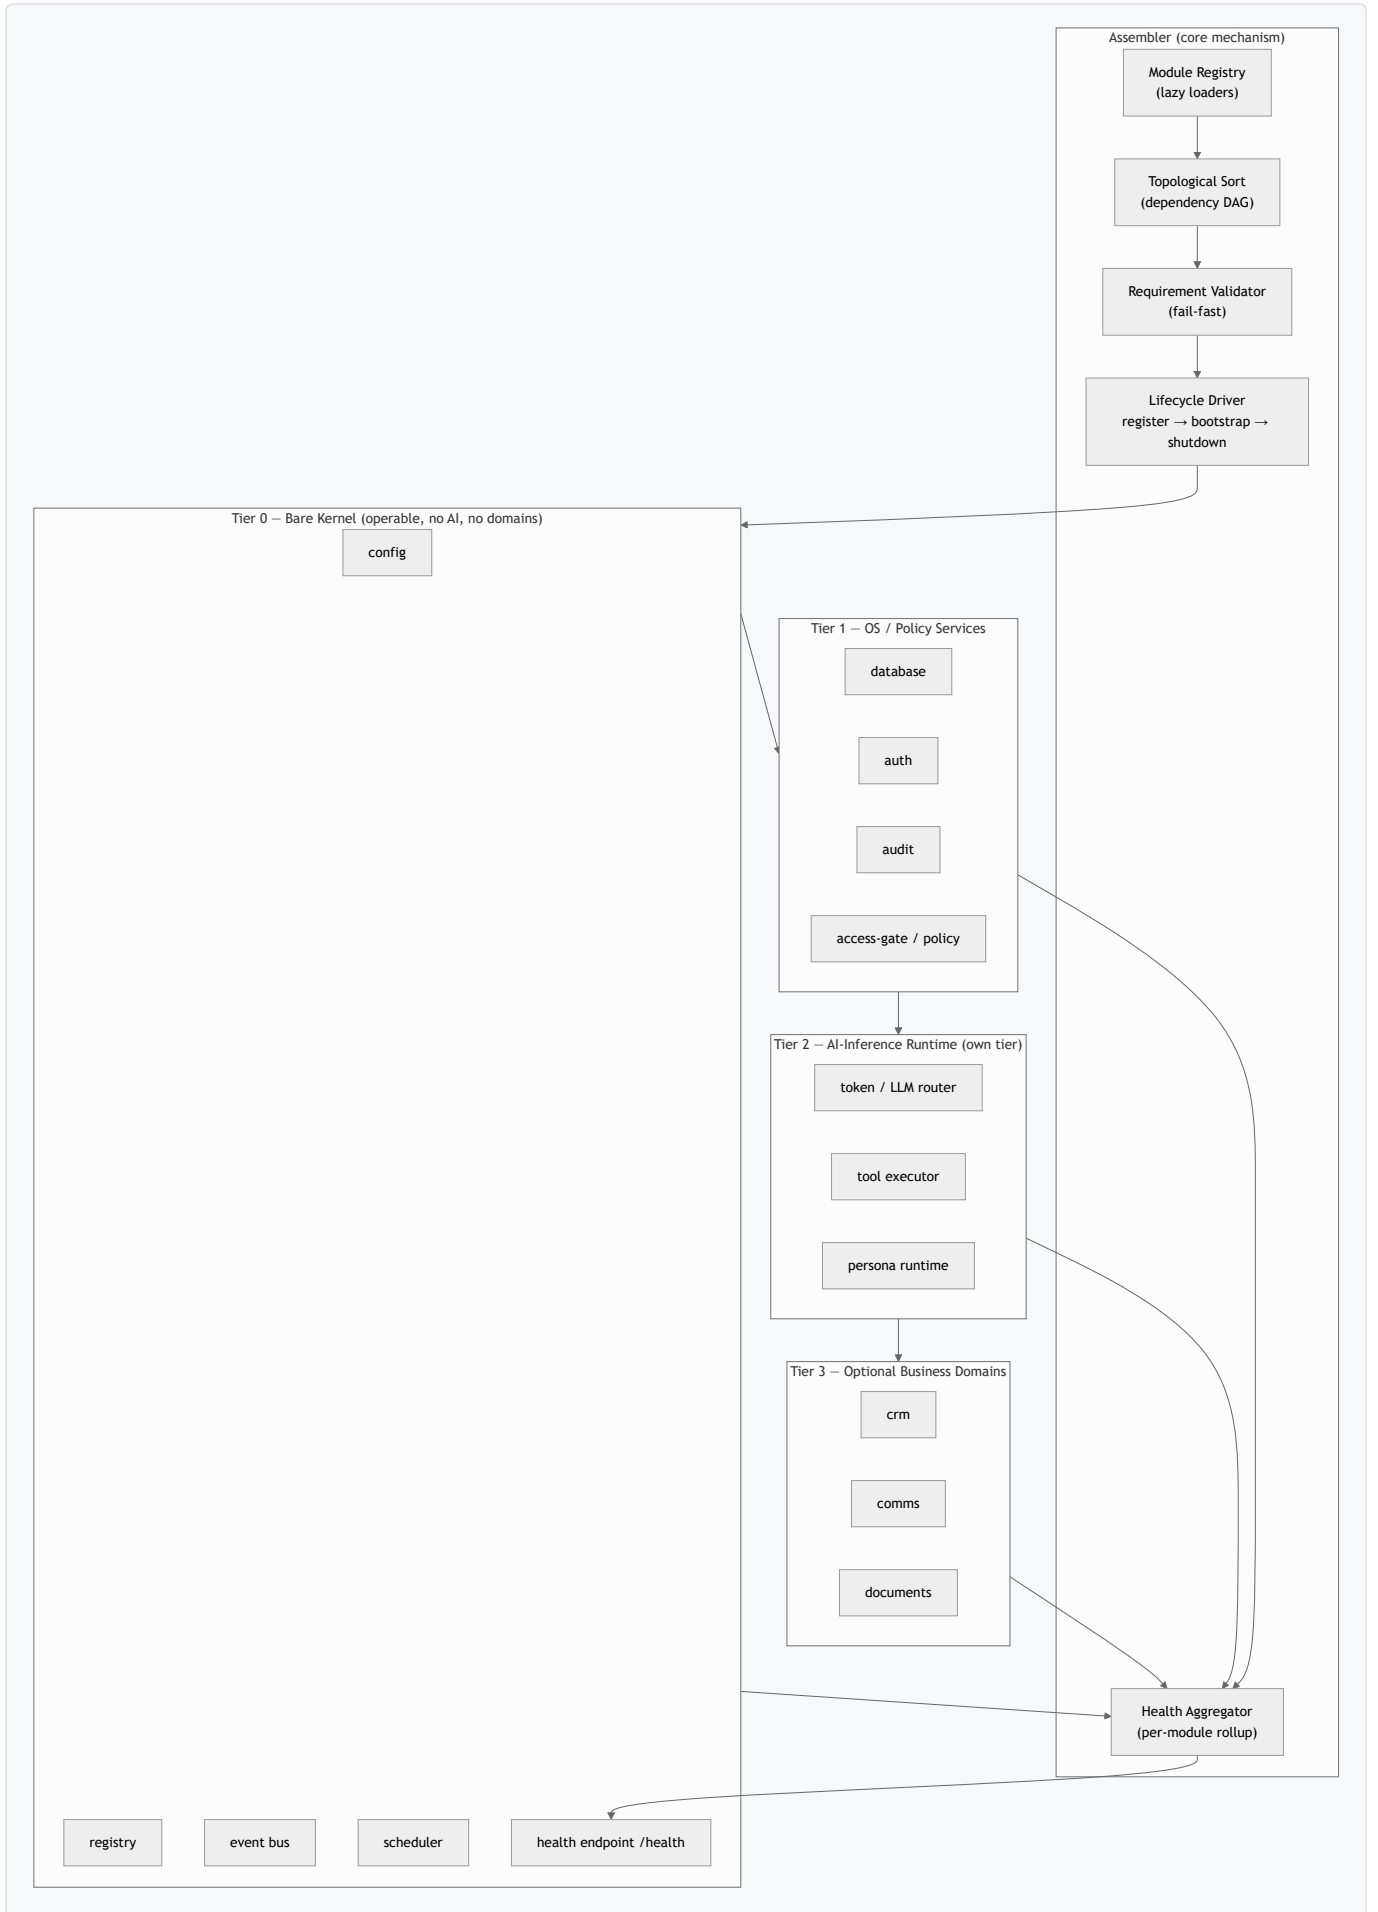 Assembler (core mechanism)
Module Registry
(lazy loaders)
Topological Sort
(dependency DAG)
Requirement Validator
(fail-fast)
Lifecycle Driver
register → bootstrap →
shutdown
Tier 0 — Bare Kernel (operable, no AI, no domains)
config
Tier 1 — OS / Policy Services
database
auth
audit
access-gate / policy
Tier 2 — AI-Inference Runtime (own tier)
token / LLM router
tool executor
persona runtime
Tier 3 — Optional Business Domains
crm
comms
documents
Health Aggregator
(per-module rollup)
registry
event bus
scheduler
health endpoint /health